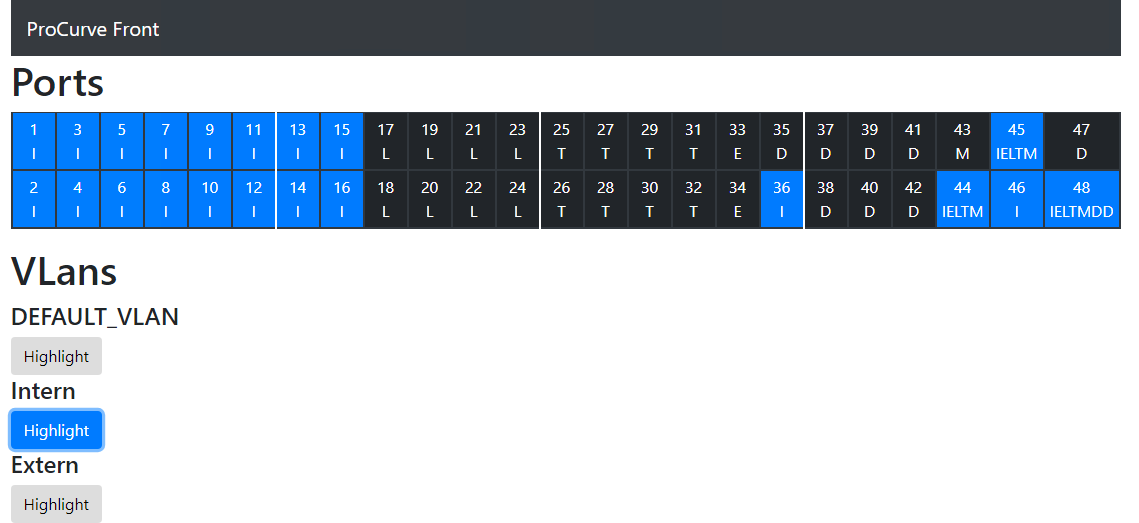 ProCurve Front
Ports
1 3 5 7 9 11 13 15 17 19 21 23 25 27 29 31 33 35 37 39 41 43 45 47
I I I I I I I I L L L L T T T T E D D D D M IELTM D
2 4 6 8 10 12 14 16 18 20 22 24 26 28 30 32 34 36 38 40 42 44 46 48
I I I I I I I I L L L L T T T T E I D D D IELTM I IELTMDD
VLans
DEFAULT_VLAN
Highlight
Intern
Highlight
Extern
Highlight